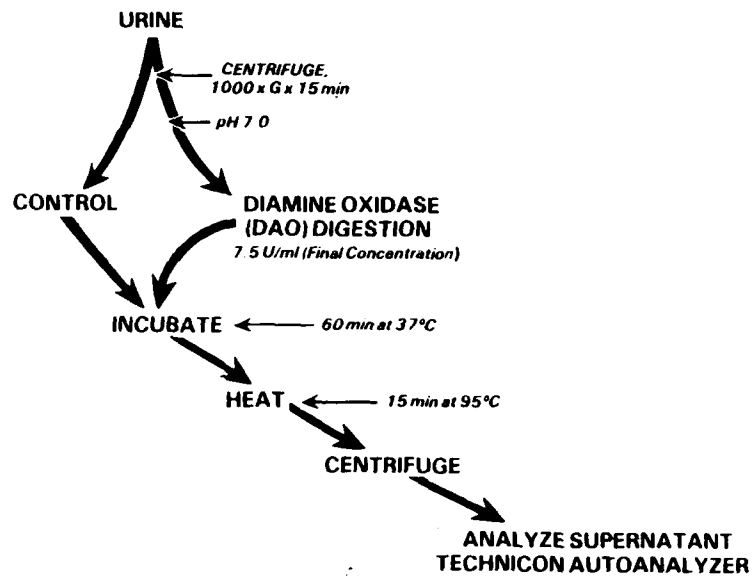 URINE
CENTRIFUGE,
1000 x G x 15 min
pH 7 0
CONTROL
DIAMINE OXIDASE
(DAO) DIGESTION
7.5 U/ml (Final Concentration)
INCUBATE
60 min at 37°C
HEAT
15 min at 95°C
CENTRIFUGE
ANALYZE SUPERNATANT
TECHNICON AUTOANALYZER